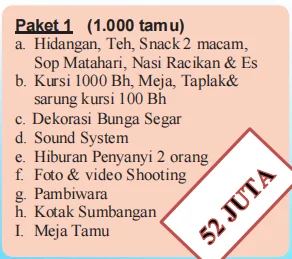 Paket 1 (1.000 tamu)
a. Hidangan, Teh, Snack 2 macam,
Sop Matahari, Nasi Racikan & Es
b. Kursi 1000 Bh, Meja, Taplak&
sarung kursi 100 Bh
c. Dekorasi Bunga Segar
d. Sound System
e. Hiburan Penyanyi 2 orang
f. Foto & video Shooting
g. Pambiwara
h. Kotak Sumbangan
I. Meja Tamu
52 JUTA